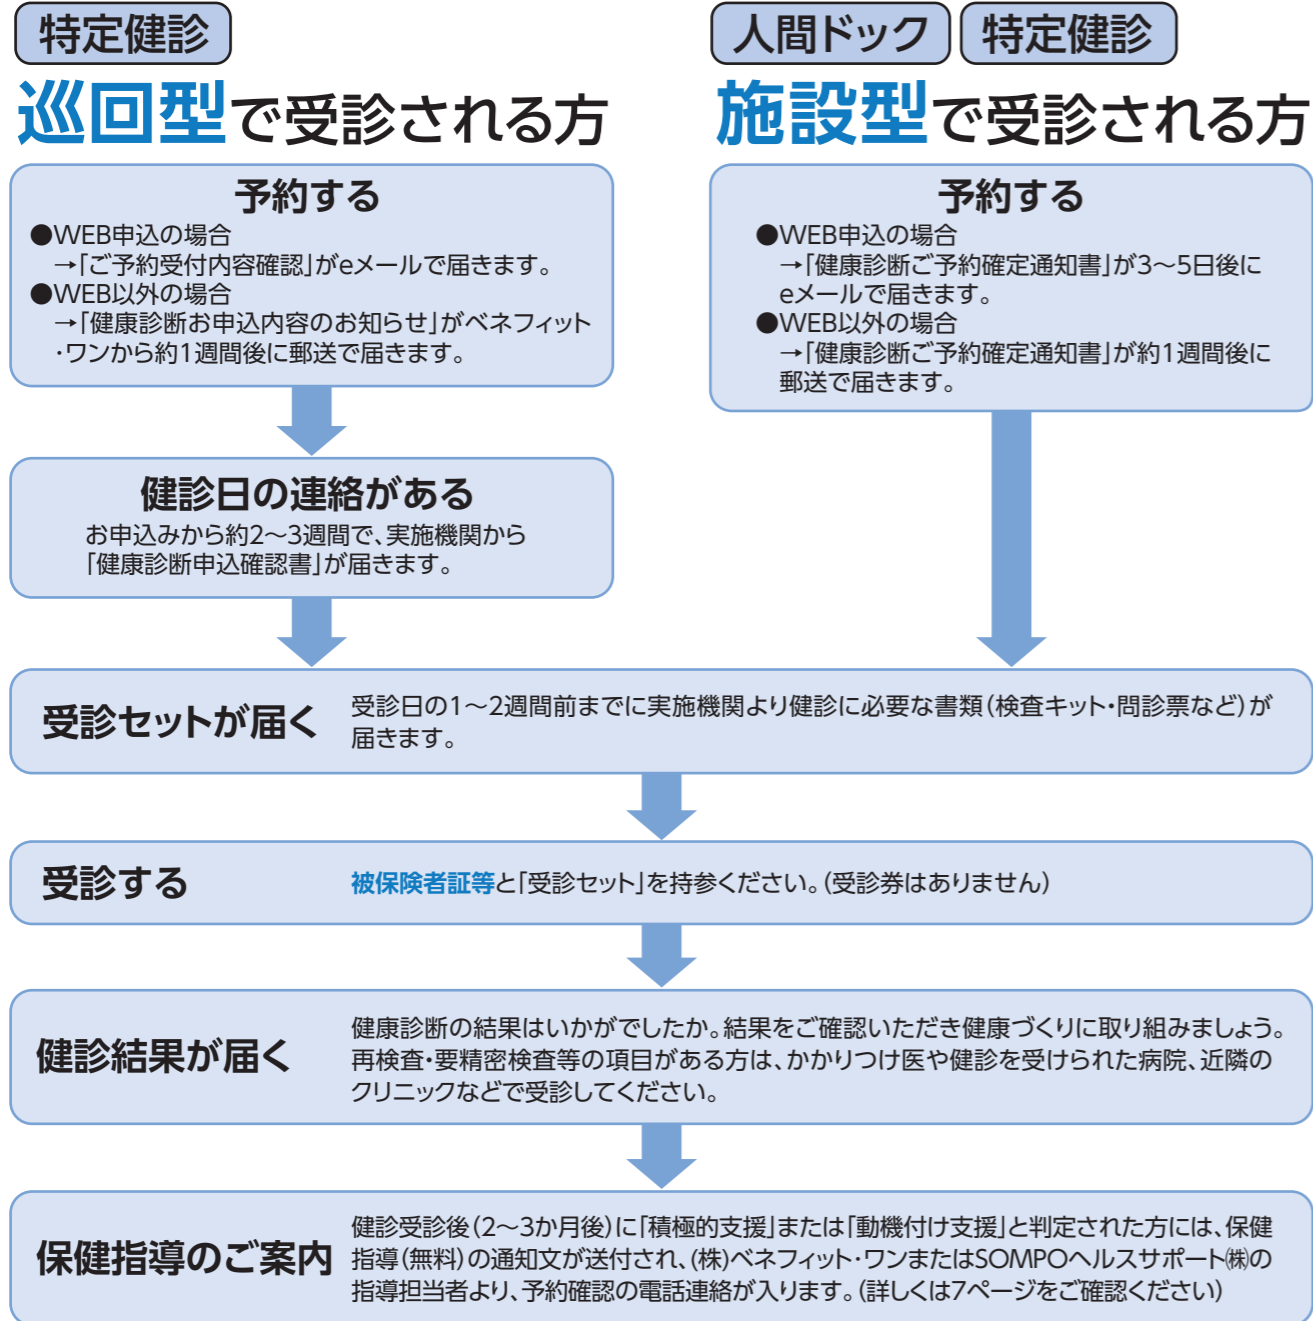 特定健診
巡回型で受診される方
予約する
●WEB申込の場合
→「ご予約受付内容確認」がeメールで届きます。
●WEB以外の場合
→「健康診断お申込内容のお知らせ」がベネフィット
・ワンから約1週間後に郵送で届きます。
健診日の連絡がある
お申込みから約2〜3週間で、実施機関から
「健康診断申込確認書」が届きます。
人間ドック 特定健診
施設型で受診される方
予約する
●WEB申込の場合
→「健康診断ご予約確定通知書」が3〜5日後に
eメールで届きます。
●WEB以外の場合
→「健康診断ご予約確定通知書」が約1週間後に
郵送で届きます。
受診セットが届く
受診日の1〜2週間前までに実施機関より健診に必要な書類(検査キット・問診票など)が
届きます。
受診する
被保険者証等と「受診セット」を持参ください。(受診券はありません)
健診結果が届く
健康診断の結果はいかがでしたか。結果をご確認いただき健康づくりに取り組みましょう。
再検査・要精密検査等の項目がある方は、かかりつけ医や健診を受けられた病院、近隣の
クリニックなどで受診してください。
保健指導のご案内
健診受診後(2〜3か月後)に「積極的支援」または「動機付け支援」と判定された方には、保健
指導(無料)の通知文が送付され、(株)ベネフィット・ワンまたはSOMPOヘルスサポート㈱の
指導担当者より、予約確認の電話連絡が入ります。(詳しくは7ページをご確認ください)